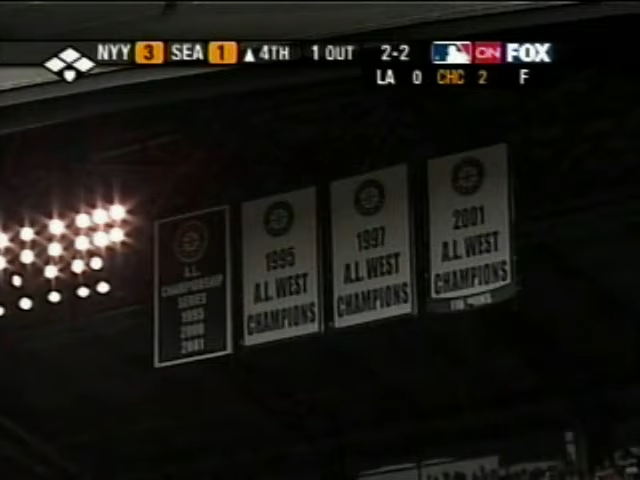 NYY 3 SEA 1 ▲4TH 1 OUT 2-2 MLB ON FOX
LA 0 CHC 2 F
A.L.
CHAMPIONSHIP
SERIES
1995
2000
2001
1995
A.L. WEST
CHAMPIONS
1997
A.L. WEST
CHAMPIONS
2001
A.L. WEST
CHAMPIONS